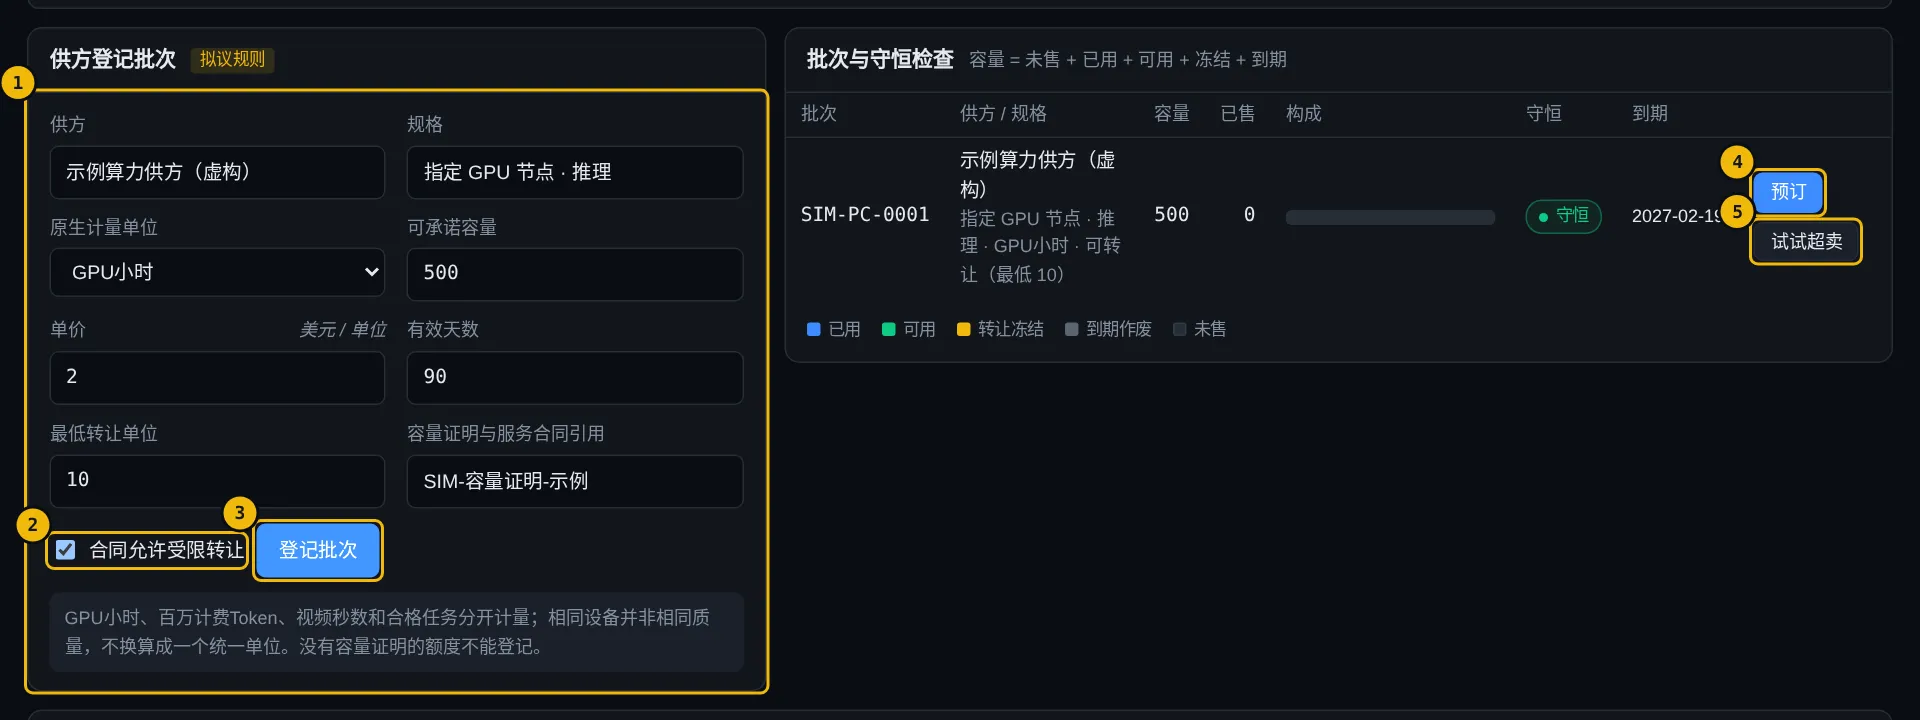 供方登记批次 拟议规则
1
供方 规格
示例算力供方（虚构） 指定 GPU 节点 · 推理
原生计量单位 可承诺容量
GPU小时 500
单价 美元 / 单位 有效天数
2 90
最低转让单位 容量证明与服务合同引用
10 SIM-容量证明-示例
2 3
合同允许受限转让 登记批次
GPU小时、百万计费Token、视频秒数和合格任务分开计量；相同设备并非相同质
量，不换算成一个统一单位。没有容量证明的额度不能登记。
批次与守恒检查 容量 = 未售 + 已用 + 可用 + 冻结 + 到期
批次 供方 / 规格 容量 已售 构成 守恒 到期
SIM-PC-0001
示例算力供方（虚
构）
指定 GPU 节点 · 推
理 · GPU小时 · 可转
让（最低 10）
500 0 守恒 2027-02-19
4
预订
5
试试超卖
已用 可用 转让冻结 到期作废 未售